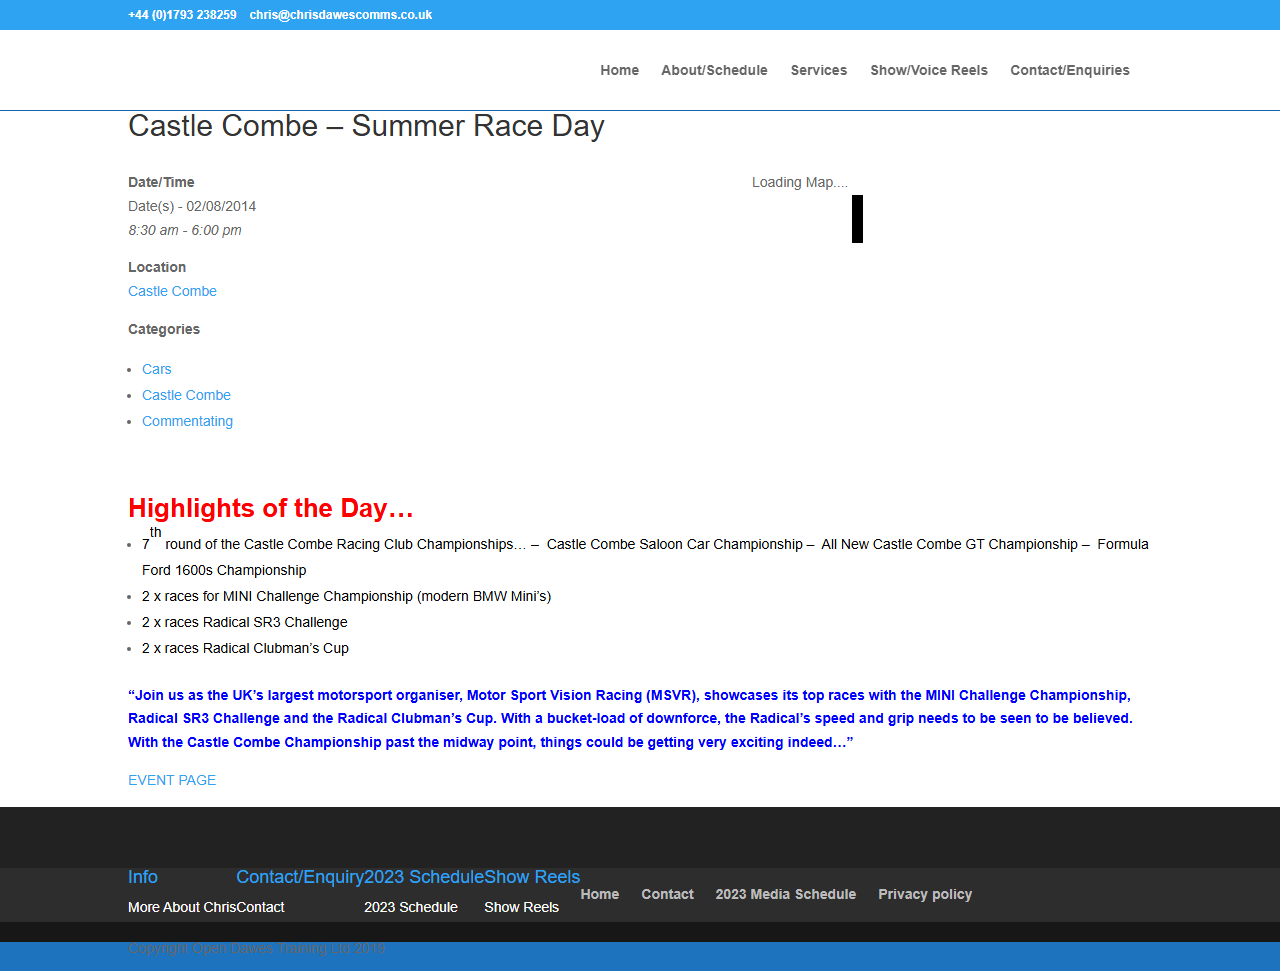 +44 (0)1793 238259 chris@chrisdawescomms.co.uk
Home About/Schedule Services Show/Voice Reels Contact/Enquiries
Castle Combe – Summer Race Day
Date/Time
Date(s) - 02/08/2014
8:30 am - 6:00 pm
Loading Map....
Location
Castle Combe
Categories
Cars
Castle Combe
Commentating
Highlights of the Day…
7th round of the Castle Combe Racing Club Championships… – Castle Combe Saloon Car Championship – All New Castle Combe GT Championship – Formula
Ford 1600s Championship
2 x races for MINI Challenge Championship (modern BMW Mini’s)
2 x races Radical SR3 Challenge
2 x races Radical Clubman’s Cup
“Join us as the UK’s largest motorsport organiser, Motor Sport Vision Racing (MSVR), showcases its top races with the MINI Challenge Championship,
Radical SR3 Challenge and the Radical Clubman’s Cup. With a bucket-load of downforce, the Radical’s speed and grip needs to be seen to be believed.
With the Castle Combe Championship past the midway point, things could be getting very exciting indeed…”
EVENT PAGE
Info Contact/Enquiry 2023 Schedule Show Reels
More About Chris Contact 2023 Schedule Show Reels
Home Contact 2023 Media Schedule Privacy policy
Copyright Open Dawes Training Ltd 2019